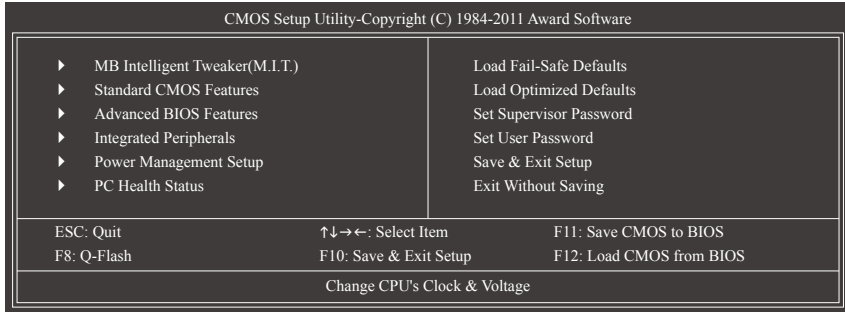 CMOS Setup Utility-Copyright (C) 1984-2011 Award Software
MB Intelligent Tweaker(M.I.T.)
Standard CMOS Features
Advanced BIOS Features
Integrated Peripherals
Power Management Setup
PC Health Status
Load Fail-Safe Defaults
Load Optimized Defaults
Set Supervisor Password
Set User Password
Save & Exit Setup
Exit Without Saving
ESC: Quit ↑↓→←: Select Item F11: Save CMOS to BIOS
F8: Q-Flash F10: Save & Exit Setup F12: Load CMOS from BIOS
Change CPU's Clock & Voltage